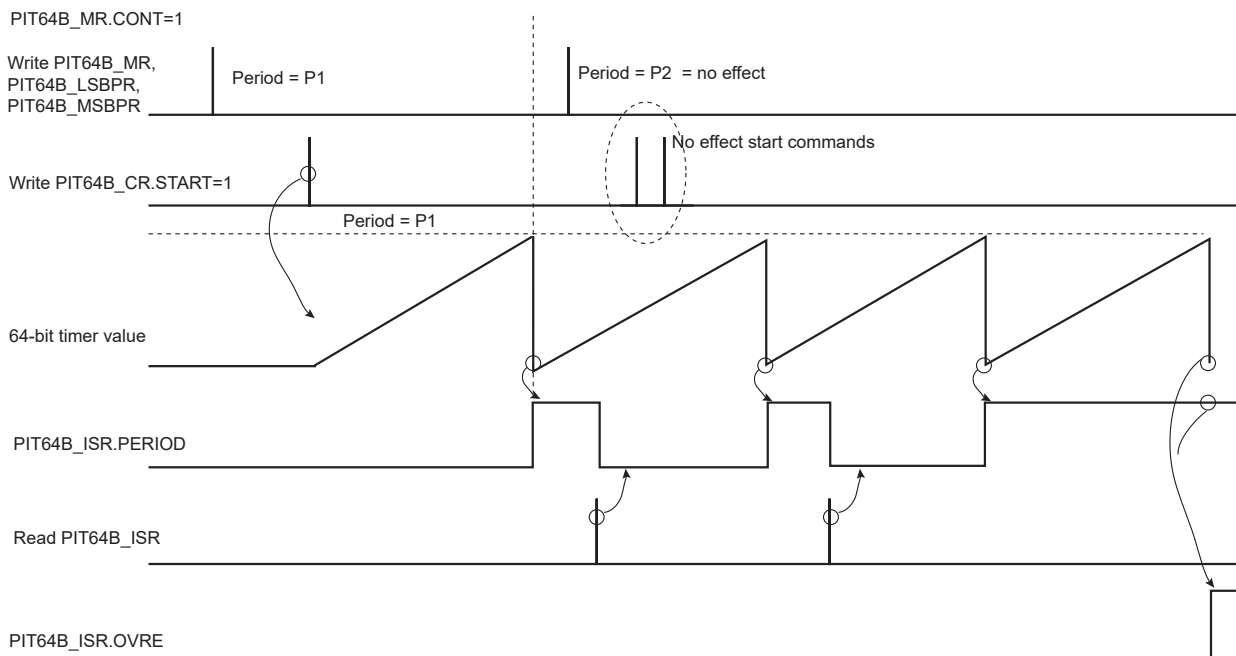 PIT64B_MR.CONT=1
Write PIT64B_MR,
PIT64B_LSBPR,
PIT64B_MSBPR
Period = P1
Period = P2 = no effect
No effect start commands
Write PIT64B_CR.START=1
Period = P1
64-bit timer value
PIT64B_ISR.PERIOD
Read PIT64B_ISR
PIT64B_ISR.OVRE